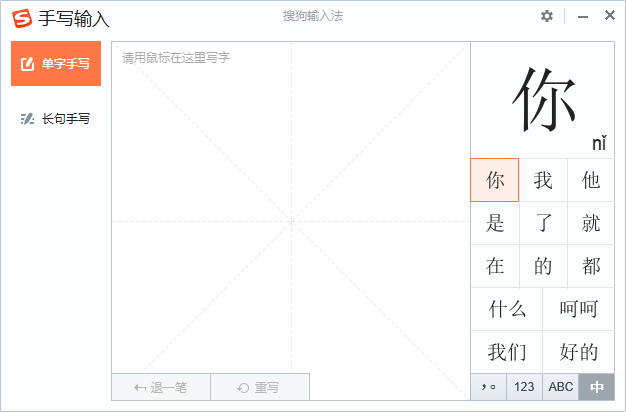 手写输入
搜狗输入法
单字手写
长句手写
请用鼠标在这里写字
退一笔
重写
你
nǐ
你 我 他
是 了 就
在 的 都
什么 呵呵
我们 好的
，。 123 ABC 中